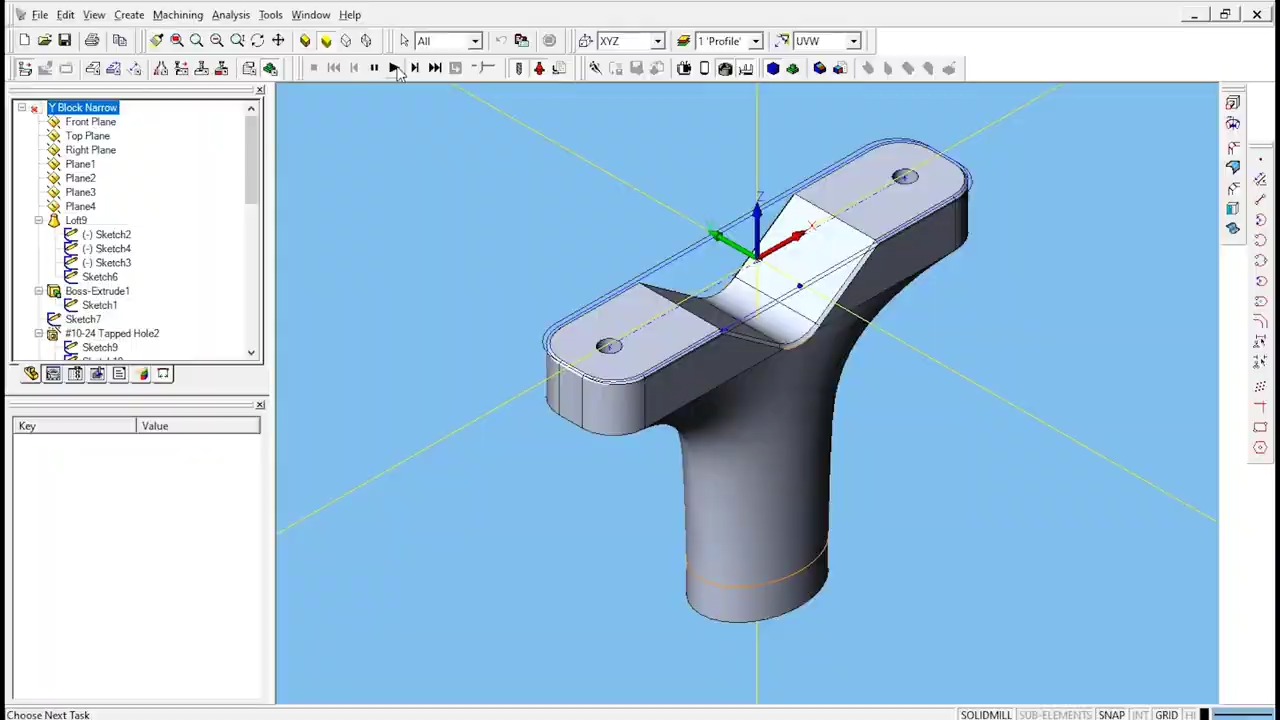 File Edit View Create Machining Analysis Tools Window Help
All XYZ 1 'Profile' UVW
Y Block Narrow
Front Plane
Top Plane
Right Plane
Plane1
Plane2
Plane3
Plane4
Loft9
(-) Sketch2
(-) Sketch4
(-) Sketch3
Sketch6
Boss-Extrude1
Sketch1
Sketch7
#10-24 Tapped Hole2
Sketch9
Key Value
Z
X
Choose Next Task
SOLIDMILL SUB-ELEMENTS SNAP INT GRID